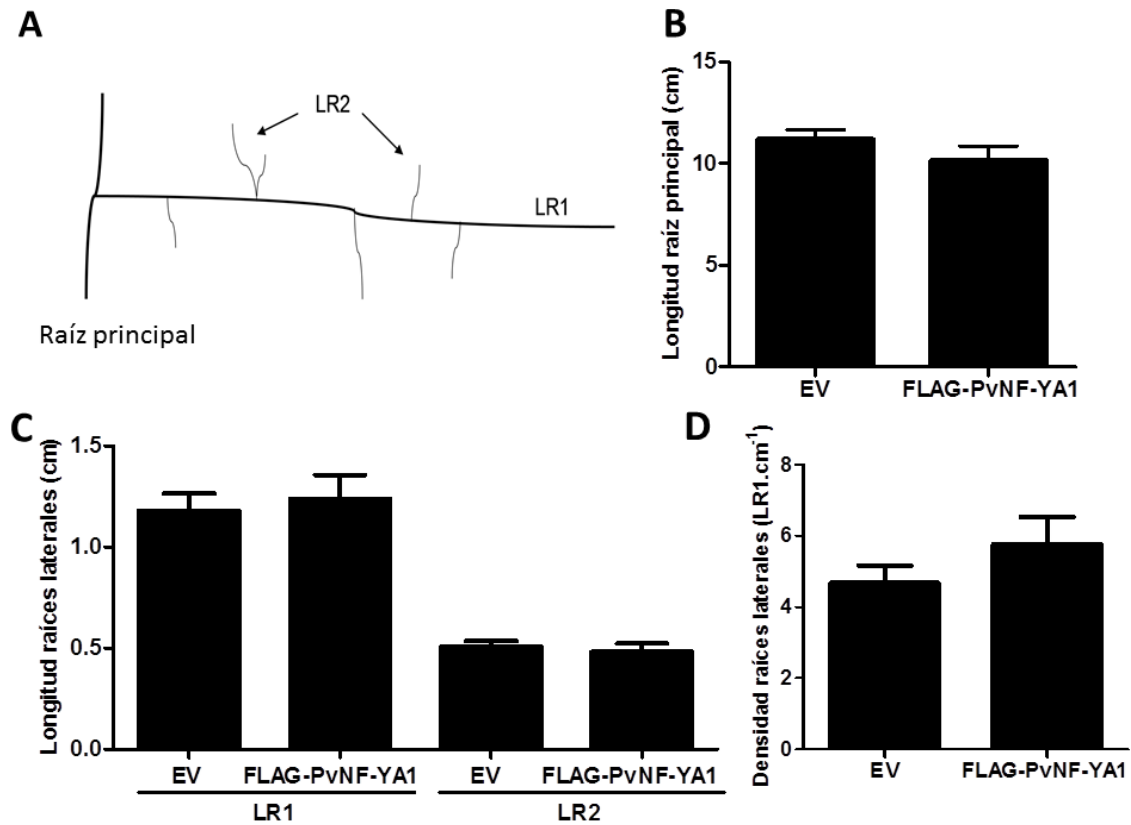 A
LR2
LR1
Raíz principal
B
Longitud raíz principal (cm)
15
10
5
0
EV
FLAG-PvNF-YA1
C
Longitud raíces laterales (cm)
1.5
1.0
0.5
0.0
EV
FLAG-PvNF-YA1
EV
FLAG-PvNF-YA1
LR1
LR2
D
Densidad raíces laterales (LR1.cm⁻¹)
8
6
4
2
0
EV
FLAG-PvNF-YA1